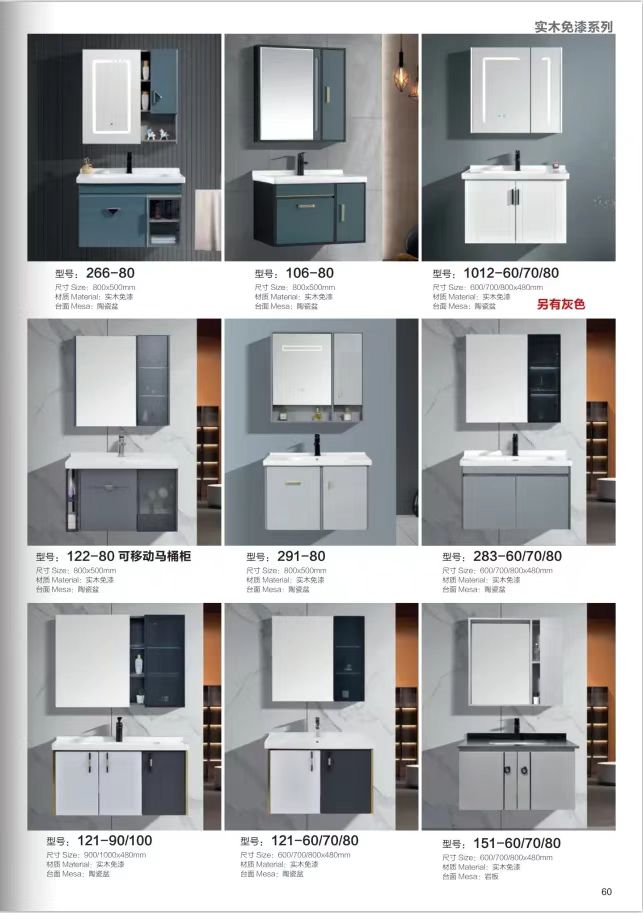 实木免漆系列
型号：266-80
尺寸 Size：800x500mm
材质 Material：实木免漆
台面 Mesa：陶瓷盆
型号：106-80
尺寸 Size：800x500mm
材质 Material：实木免漆
台面 Mesa：陶瓷盆
型号：1012-60/70/80
尺寸 Size：600/700/800x480mm
材质 Material：实木免漆
台面 Mesa：陶瓷盆
另有灰色
型号：122-80 可移动马桶柜
尺寸 Size：800x500mm
材质 Material：实木免漆
台面 Mesa：陶瓷盆
型号：291-80
尺寸 Size：800x500mm
材质 Material：实木免漆
台面 Mesa：陶瓷盆
型号：283-60/70/80
尺寸 Size：600/700/800x480mm
材质 Material：实木免漆
台面 Mesa：陶瓷盆
型号：121-90/100
尺寸 Size：900/1000x480mm
材质 Material：实木免漆
台面 Mesa：陶瓷盆
型号：121-60/70/80
尺寸 Size：600/700/800x480mm
材质 Material：实木免漆
台面 Mesa：陶瓷盆
型号：151-60/70/80
尺寸 Size：600/700/800x480mm
材质 Material：实木免漆
台面 Mesa：岩板
60